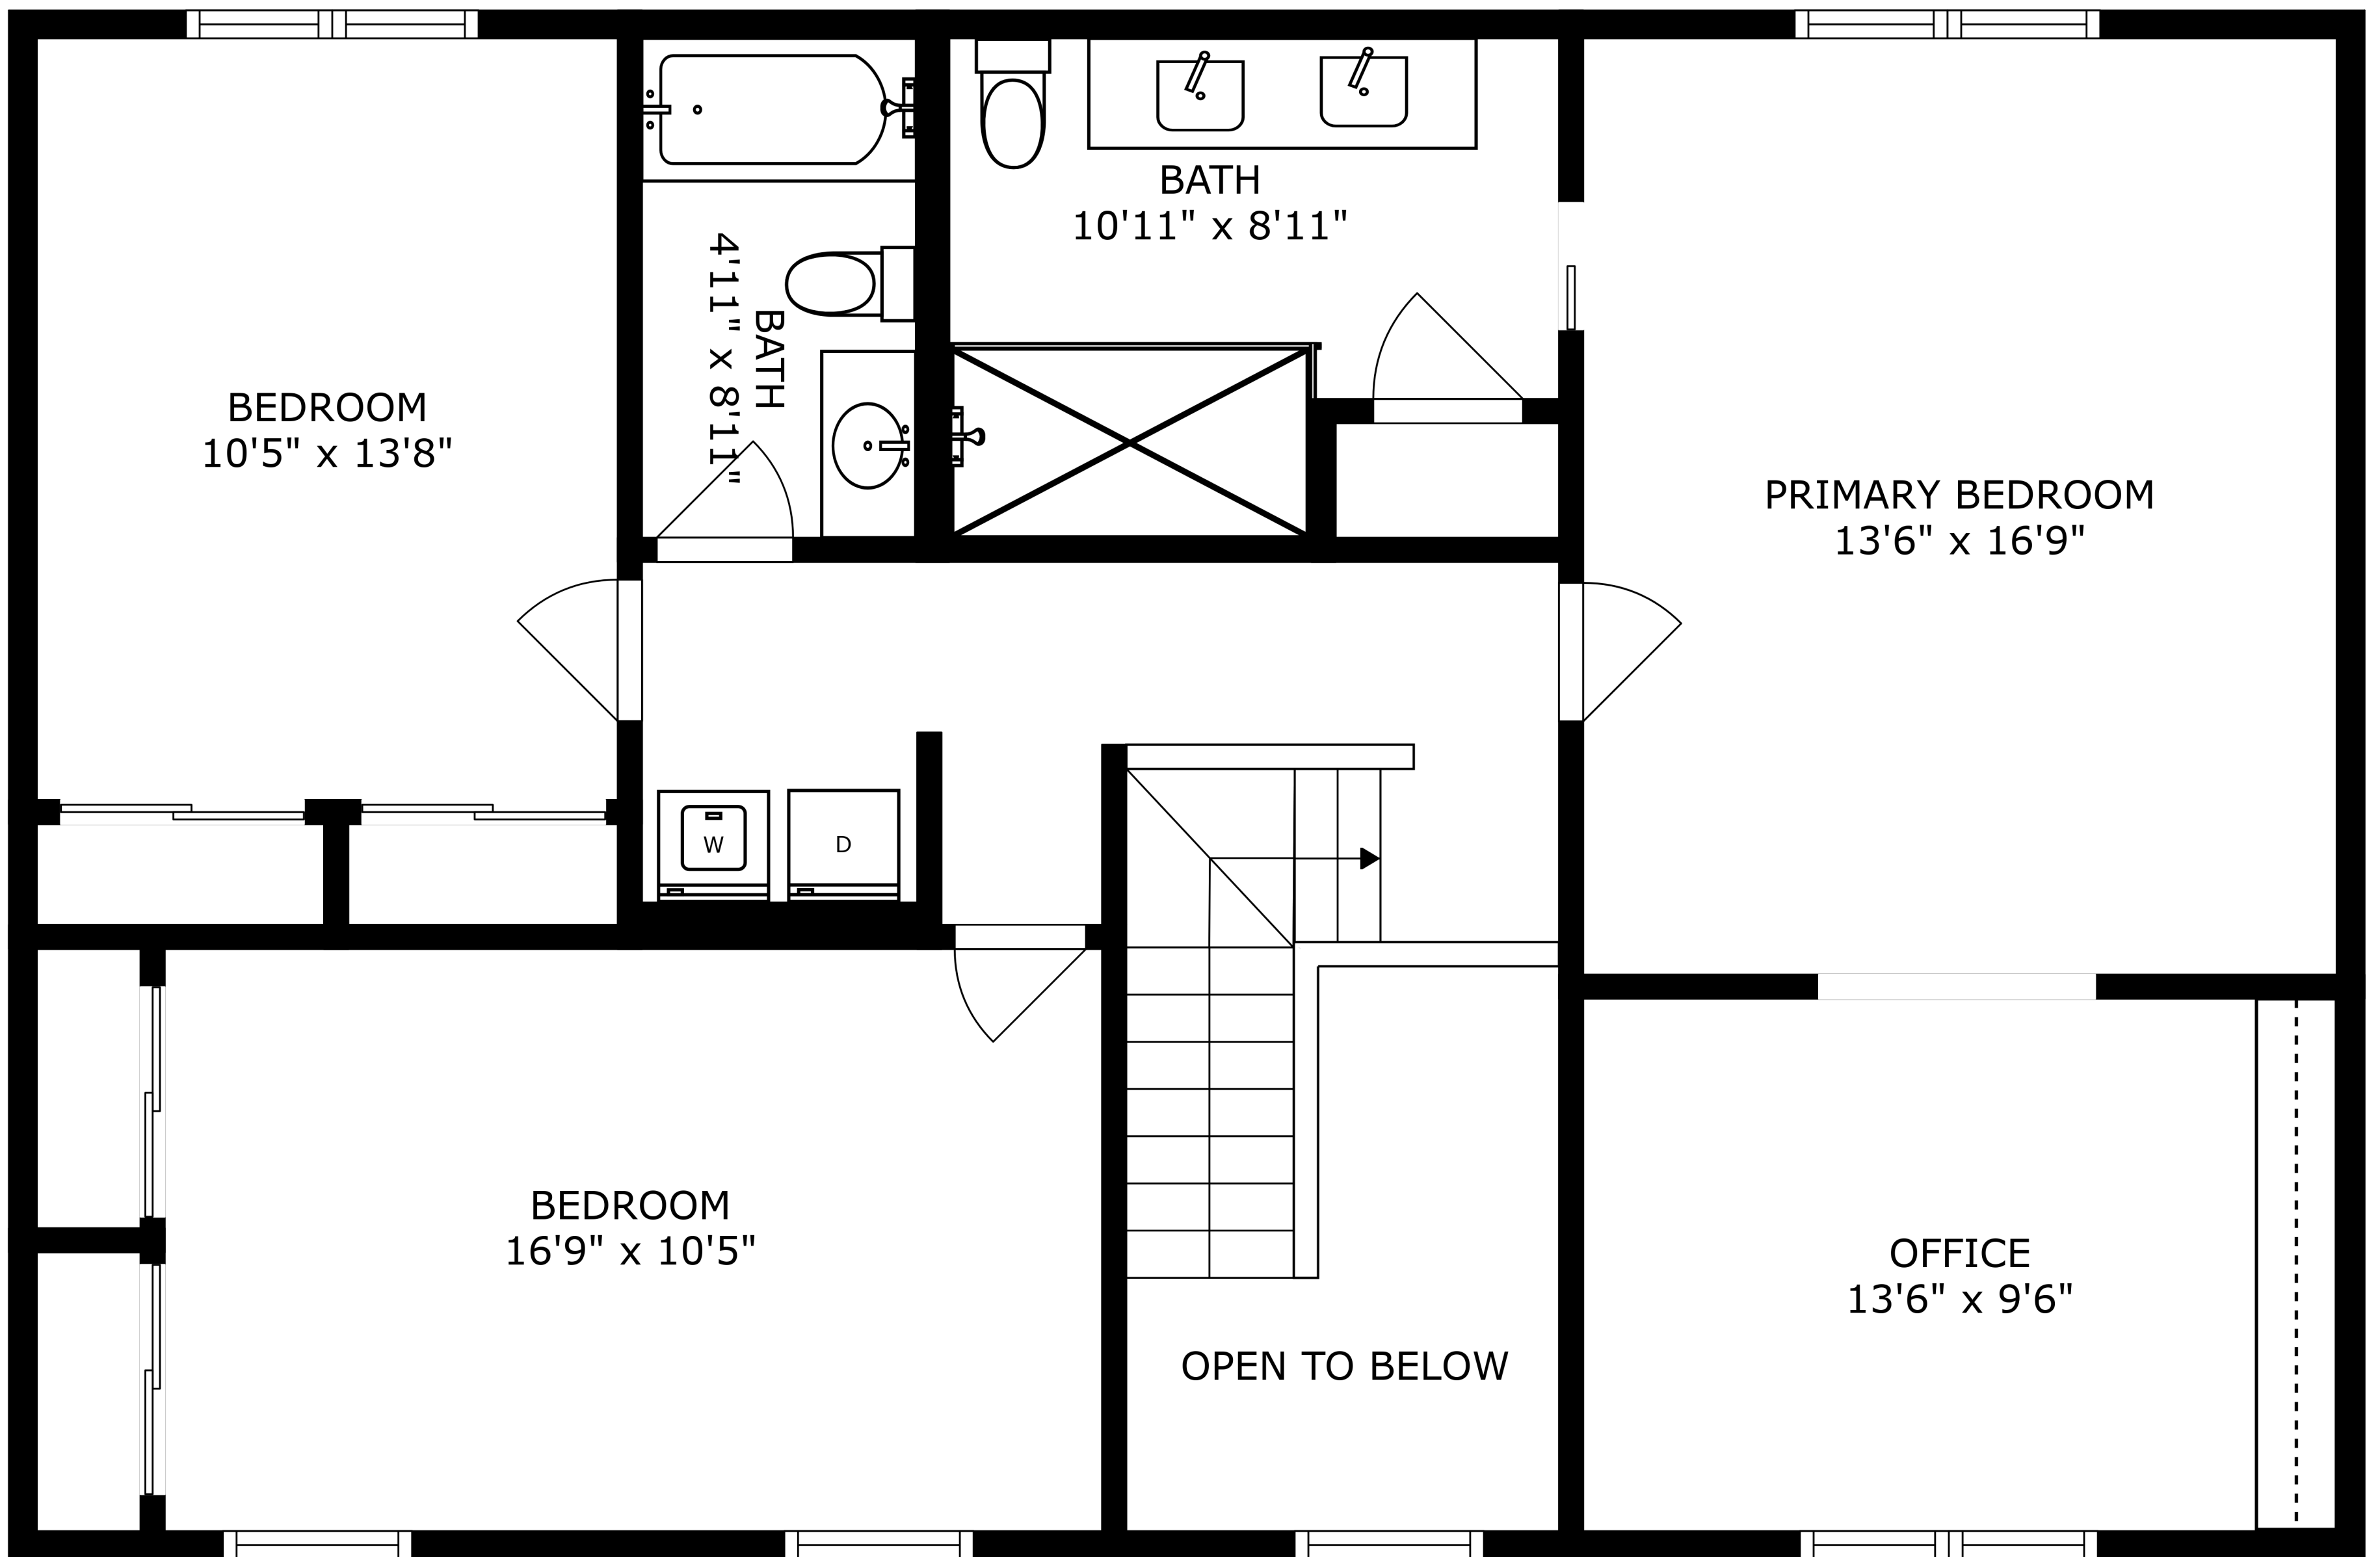 BATH
10'11" x 8'11"
BATH
4'11" x 8'11"
BEDROOM
10'5" x 13'8"
PRIMARY BEDROOM
13'6" x 16'9"
W
D
BEDROOM
16'9" x 10'5"
OFFICE
13'6" x 9'6"
OPEN TO BELOW